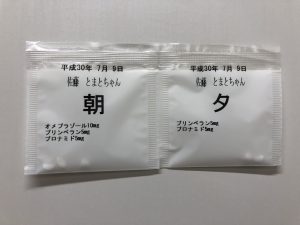 平成30年 7月 9日
佐藤 とまとちゃん
朝
オメプラゾール10mg
プリンペラン5mg
プロナミド5mg
平成30年 7月 9日
佐藤 とまとちゃん
夕
プリンペラン5mg
プロナミド5mg